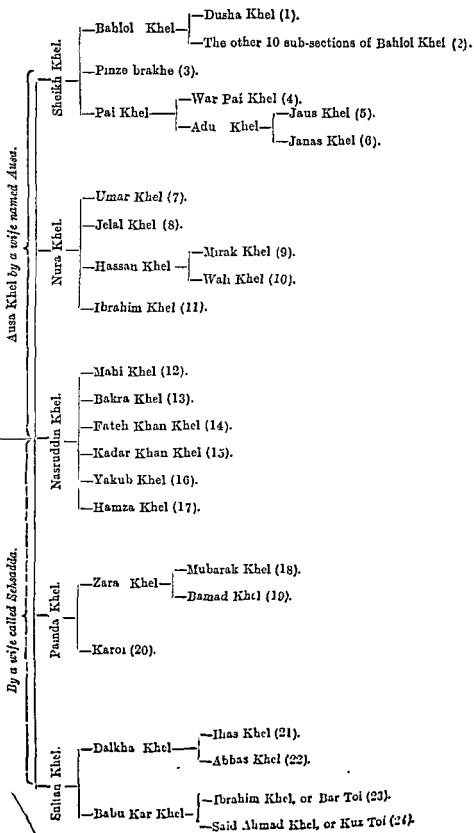 Ausa Khel by a wife named Ausa.
By a wife called Sehsadda.
Sheikh Khel.
Bahlol Khel
Dusha Khel (1).
The other 10 sub-sections of Bahlol Khel (2).
Pinze brakhe (3).
Pai Khel
War Pai Khel (4).
Adu Khel
Jaus Khel (5).
Janas Khel (6).
Nura Khel.
Umar Khel (7).
Jelal Khel (8).
Hassan Khel
Mirak Khel (9).
Wali Khel (10).
Ibrahim Khel (11).
Nasruddin Khel.
Mahi Khel (12).
Bakra Khel (13).
Fateh Khan Khel (14).
Kadar Khan Khel (15).
Yakub Khel (16).
Hamza Khel (17).
Painda Khel.
Zara Khel
Mubarak Khel (18).
Bamad Khel (19).
Karoi (20).
Sultan Khel.
Dalkha Khel
Ilias Khel (21).
Abbas Khel (22).
Babu Kar Khel
Ibrahim Khel, or Bar Toi (23).
Said Ahmad Khel, or Kuz Toi (24).